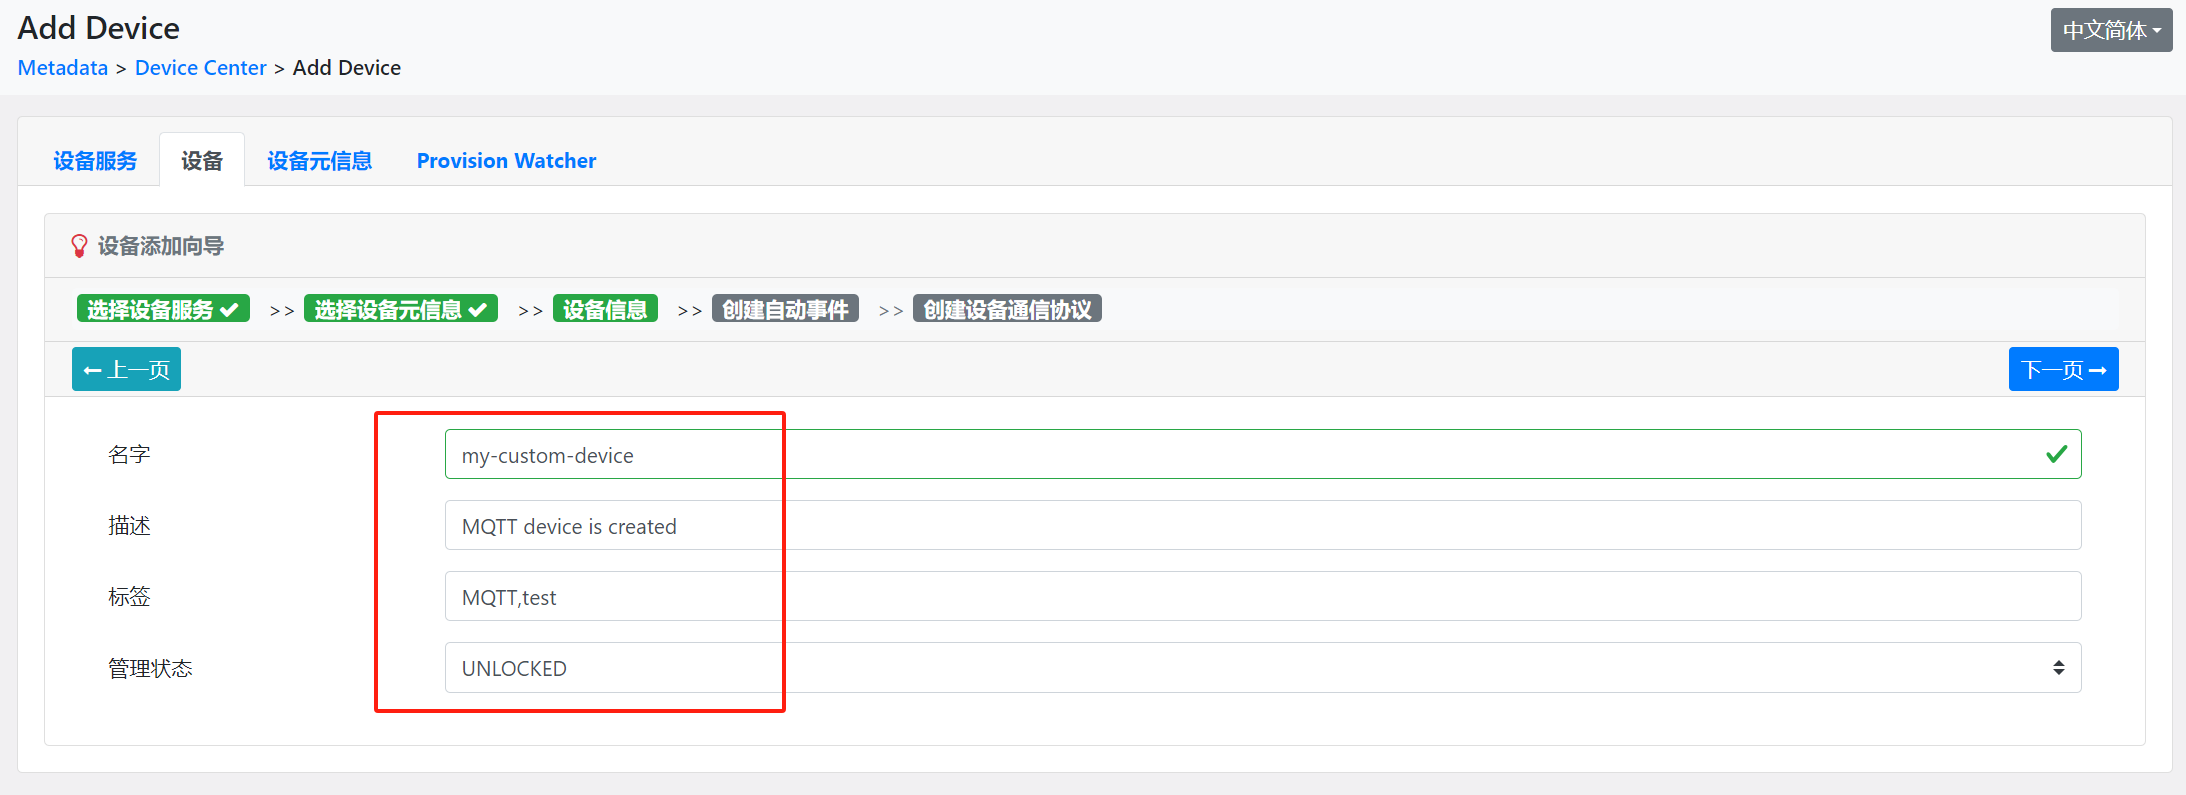 Add Device
中文简体
Metadata > Device Center > Add Device
设备服务 设备 设备元信息 Provision Watcher
设备添加向导
选择设备服务 >> 选择设备元信息 >> 设备信息 >> 创建自动事件 >> 创建设备通信协议
上一页 下一页
名字 my-custom-device
描述 MQTT device is created
标签 MQTT,test
管理状态 UNLOCKED